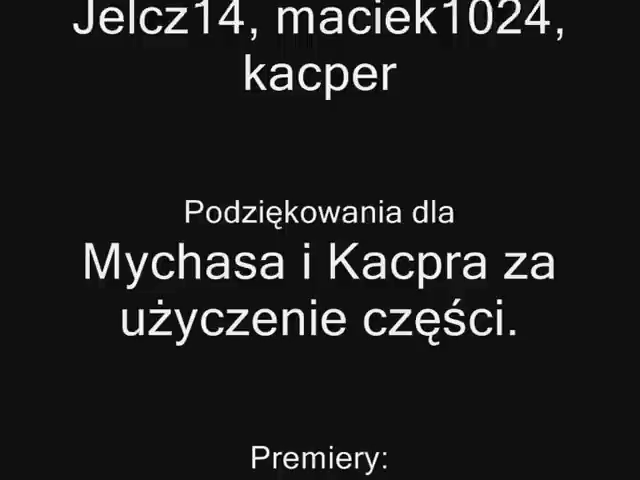 Jelcz14, maciek1024,
kacper
Podziękowania dla
Mychasa i Kacpra za
użyczenie części.
Premiery: